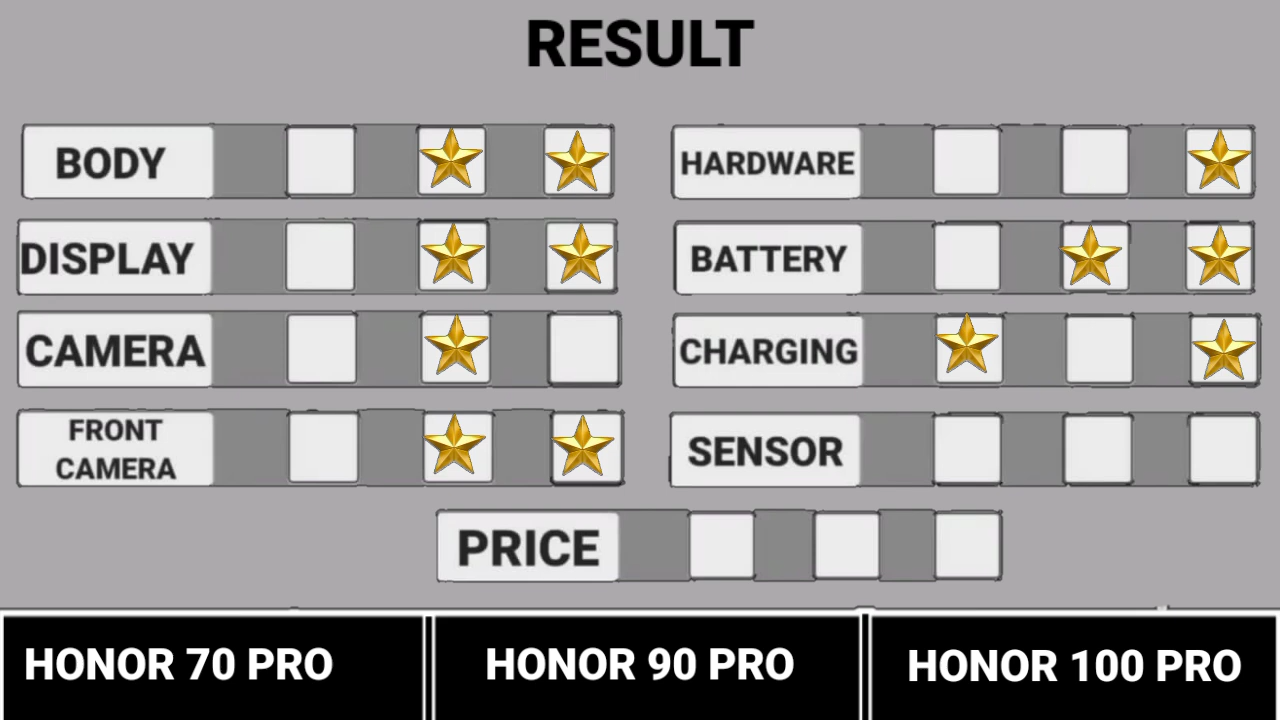 RESULT
BODY
HARDWARE
DISPLAY
BATTERY
CAMERA
CHARGING
FRONT
CAMERA
SENSOR
PRICE
HONOR 70 PRO
HONOR 90 PRO
HONOR 100 PRO